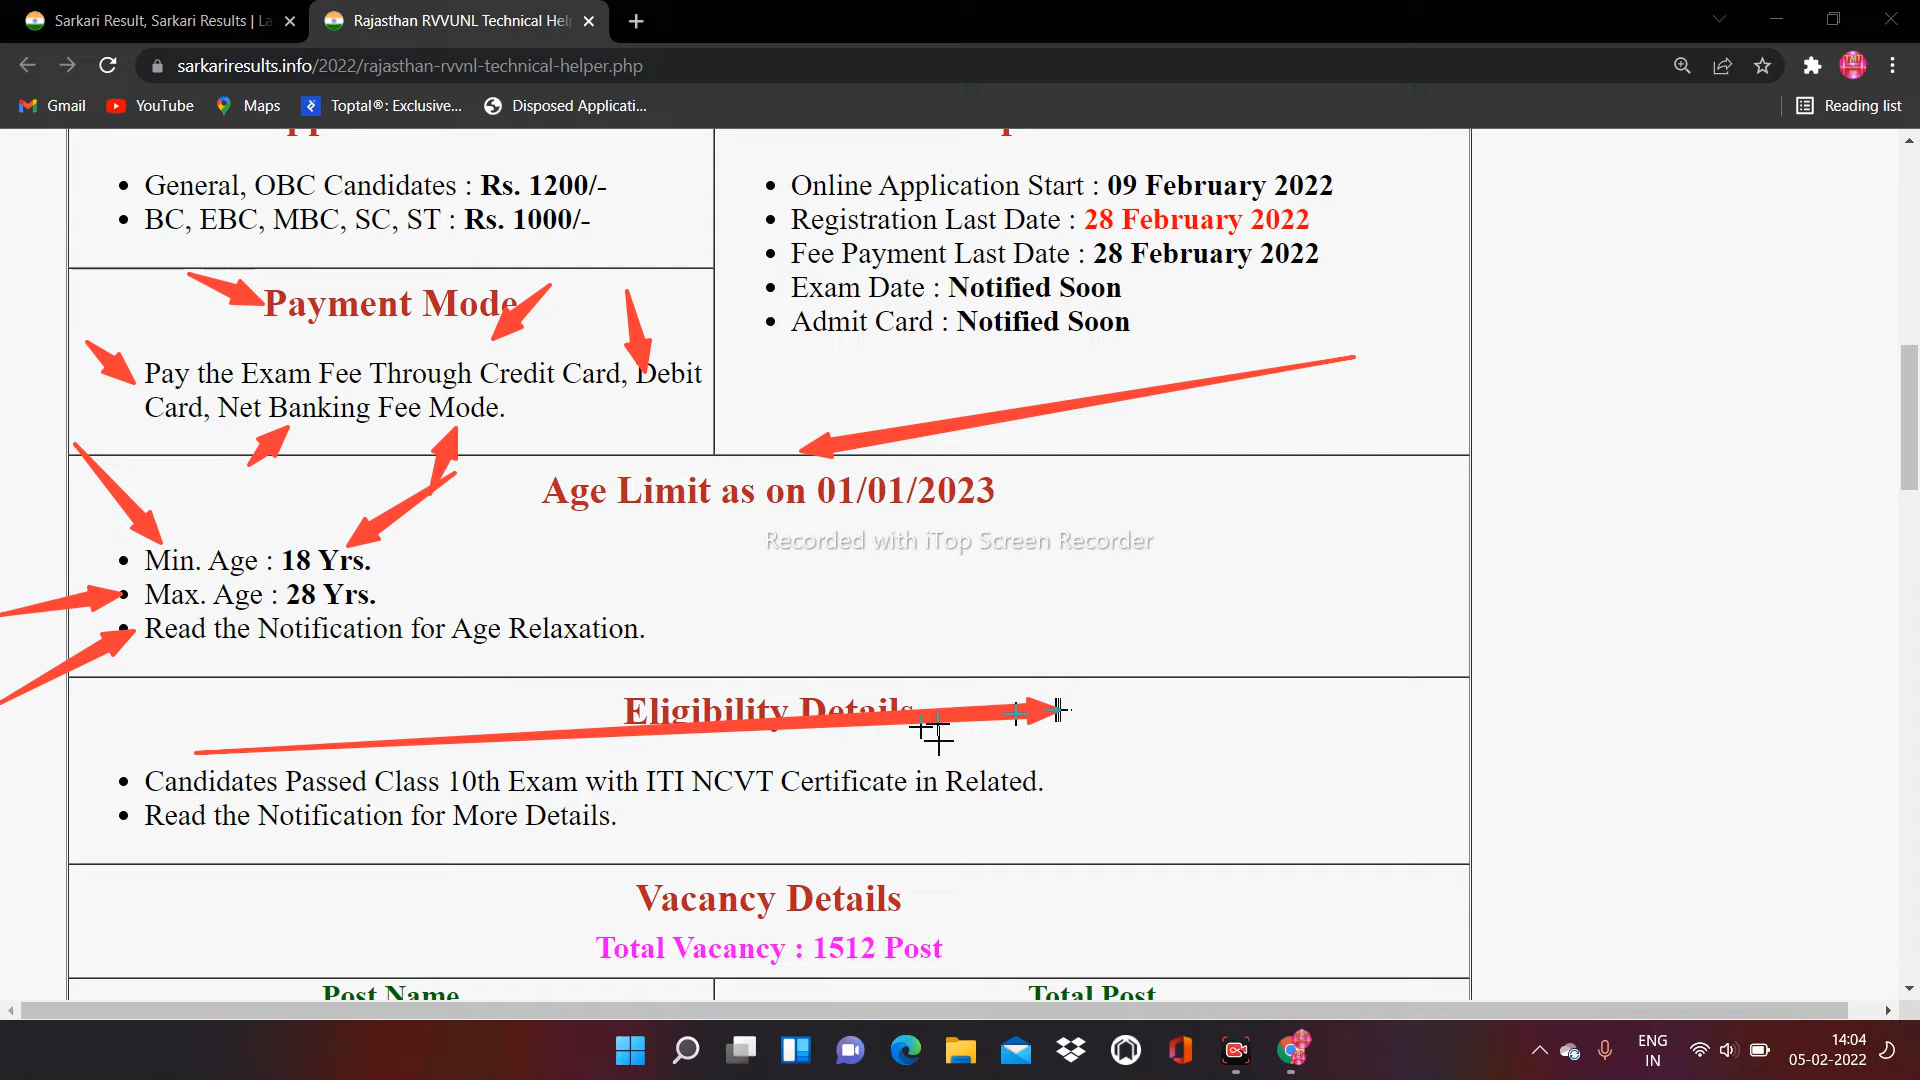 Sarkari Result, Sarkari Results | La
Rajasthan RVVUNL Technical Help
sarkariresults.info/2022/rajasthan-rvvnl-technical-helper.php
Gmail
YouTube
Maps
Toptal®: Exclusive...
Disposed Applicati...
Reading list
General, OBC Candidates : Rs. 1200/-
BC, EBC, MBC, SC, ST : Rs. 1000/-
Online Application Start : 09 February 2022
Registration Last Date : 28 February 2022
Fee Payment Last Date : 28 February 2022
Exam Date : Notified Soon
Admit Card : Notified Soon
Payment Mode
Pay the Exam Fee Through Credit Card, Debit
Card, Net Banking Fee Mode.
Age Limit as on 01/01/2023
Recorded with iTop Screen Recorder
Min. Age : 18 Yrs.
Max. Age : 28 Yrs.
Read the Notification for Age Relaxation.
Eligibility Details
Candidates Passed Class 10th Exam with ITI NCVT Certificate in Related.
Read the Notification for More Details.
Vacancy Details
Total Vacancy : 1512 Post
Post Name
Total Post
ENG
IN
14:04
05-02-2022